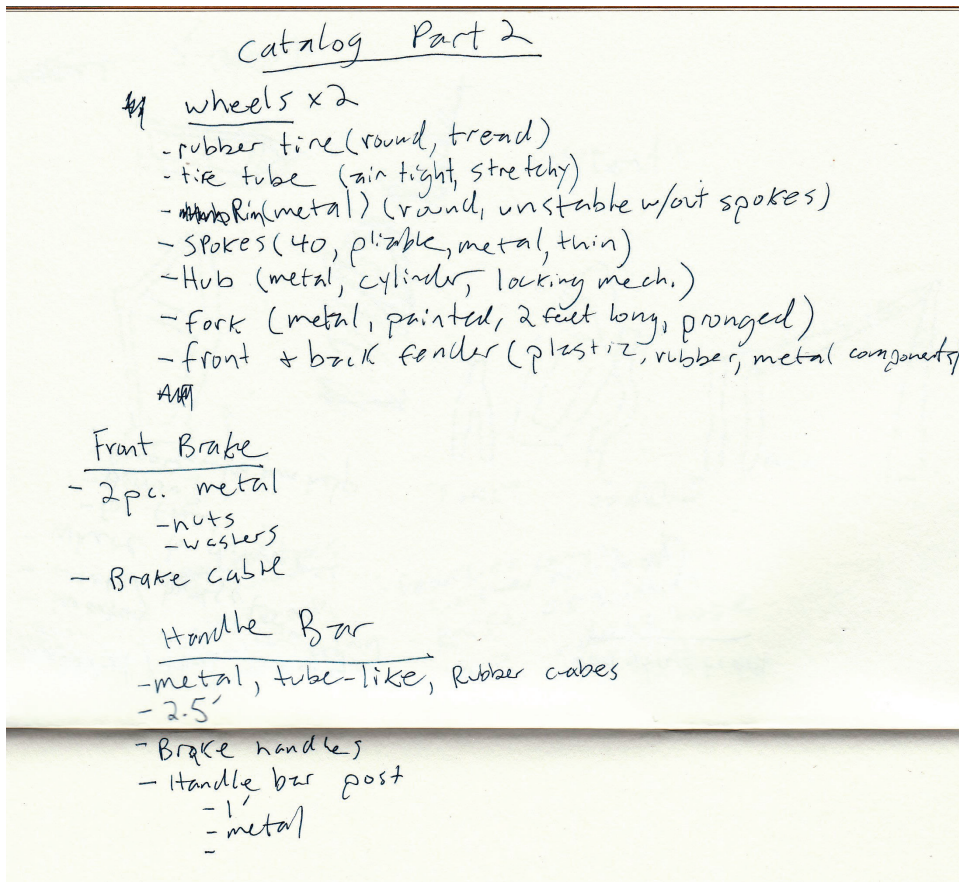 Catalog Part 2
wheels x2
- rubber tire (round, tread)
- tire tube (air tight, stretchy)
- Rim (metal) (round, unstable w/out spokes)
- Spokes (40, pliable, metal, thin)
- Hub (metal, cylinder, locking mech.)
- fork (metal, painted, 2 feet long, pronged)
- front + back fender (plastic, rubber, metal components)
Front Brake
- 2pc. metal
- nuts
- washers
- Brake cable
Handle Bar
- metal, tube-like, Rubber
- 2.5'
- Brake handles
- Handle bar post
- 1'
- metal
-